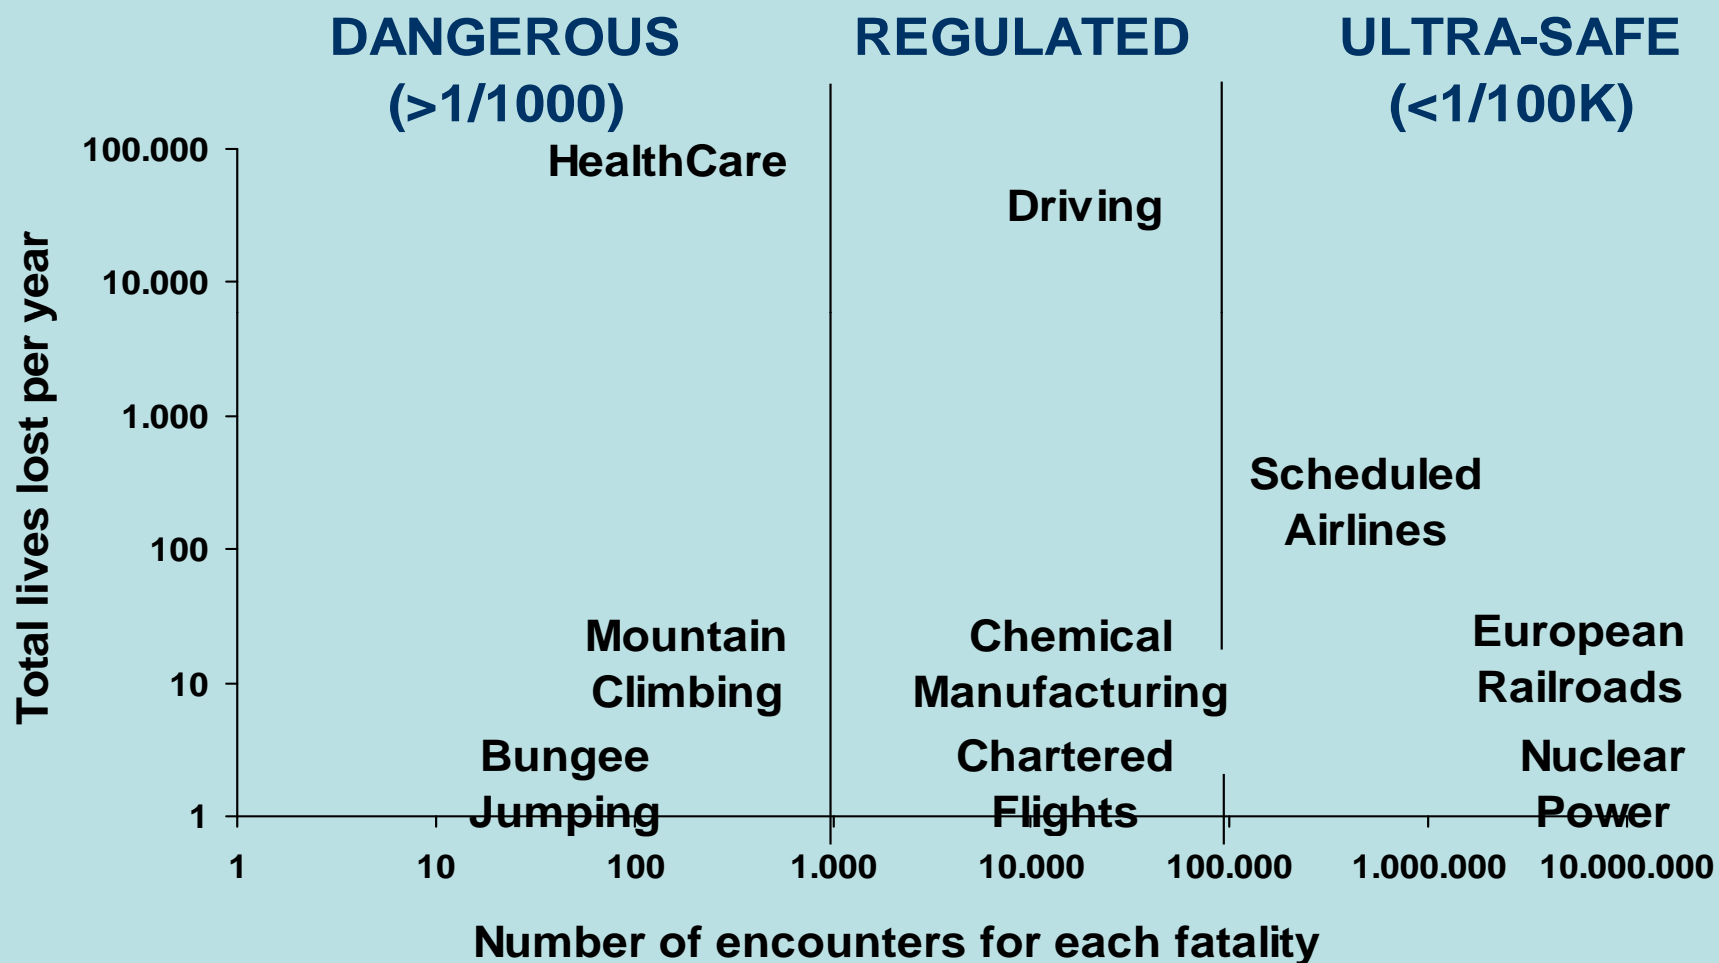 DANGEROUS
(>1/1000)
REGULATED
ULTRA-SAFE
(<1/100K)
Total lives lost per year
100.000
10.000
1.000
100
10
1
HealthCare
Driving
Scheduled
Airlines
Mountain
Climbing
Chemical
Manufacturing
European
Railroads
Bungee
Jumping
Chartered
Flights
Nuclear
Power
1
10
100
1.000
10.000
100.000
1.000.000
10.000.000
Number of encounters for each fatality